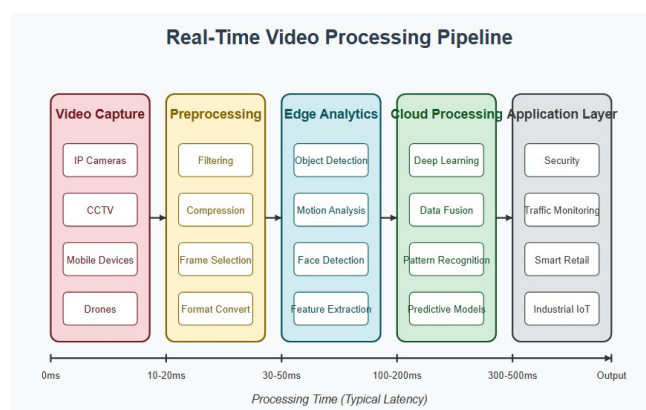 Real-Time Video Processing Pipeline
Video Capture
IP Cameras
CCTV
Mobile Devices
Drones
Preprocessing
Filtering
Compression
Frame Selection
Format Convert
Edge Analytics
Object Detection
Motion Analysis
Face Detection
Feature Extraction
Cloud Processing
Deep Learning
Data Fusion
Pattern Recognition
Predictive Models
Application Layer
Security
Traffic Monitoring
Smart Retail
Industrial IoT
0ms
10-20ms
30-50ms
100-200ms
300-500ms
Output
Processing Time (Typical Latency)